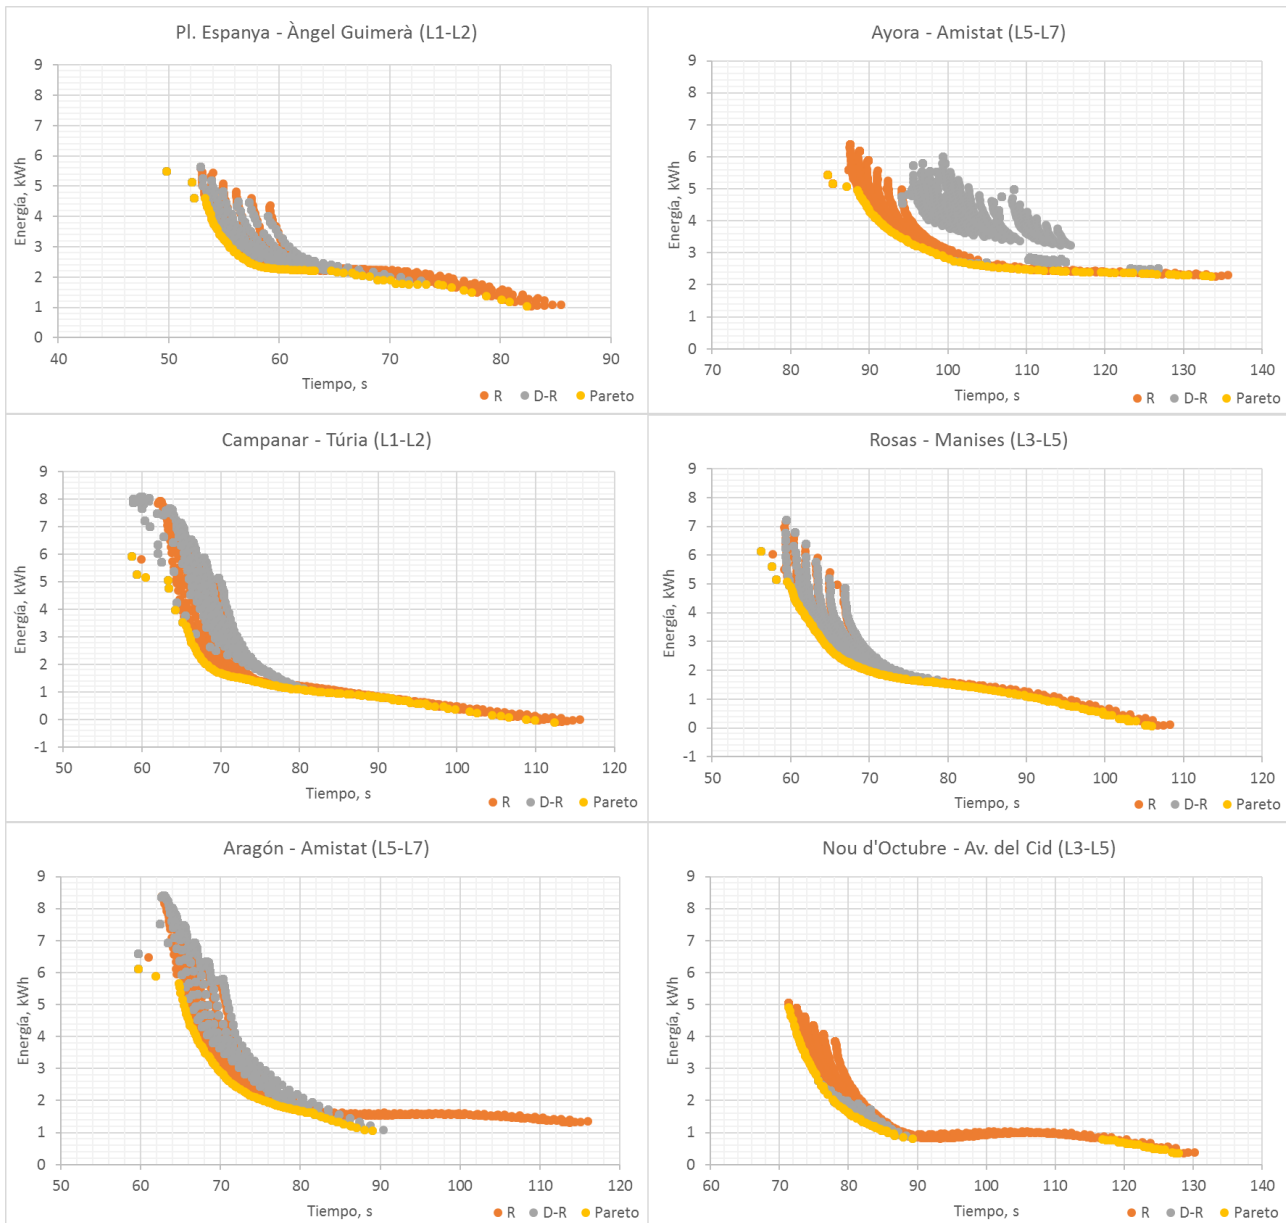 Pl. Espanya - Àngel Guimerà (L1-L2)
9
8
7
6
5
4
3
2
1
0
Energía, kWh
40 50 60 70 80 90
Tiempo, s
R D-R Pareto
Ayora - Amistat (L5-L7)
9
8
7
6
5
4
3
2
1
0
Energía, kWh
70 80 90 100 110 120 130 140
Tiempo, s
R D-R Pareto
Campanar - Túria (L1-L2)
9
8
7
6
5
4
3
2
1
0
-1
Energía, kWh
50 60 70 80 90 100 110 120
Tiempo, s
R D-R Pareto
Rosas - Manises (L3-L5)
9
8
7
6
5
4
3
2
1
0
-1
Energía, kWh
50 60 70 80 90 100 110 120
Tiempo, s
R D-R Pareto
Aragón - Amistat (L5-L7)
9
8
7
6
5
4
3
2
1
0
Energía, kWh
50 60 70 80 90 100 110 120
Tiempo, s
R D-R Pareto
Nou d'Octubre - Av. del Cid (L3-L5)
9
8
7
6
5
4
3
2
1
0
Energía, kWh
60 70 80 90 100 110 120 130 140
Tiempo, s
R D-R Pareto